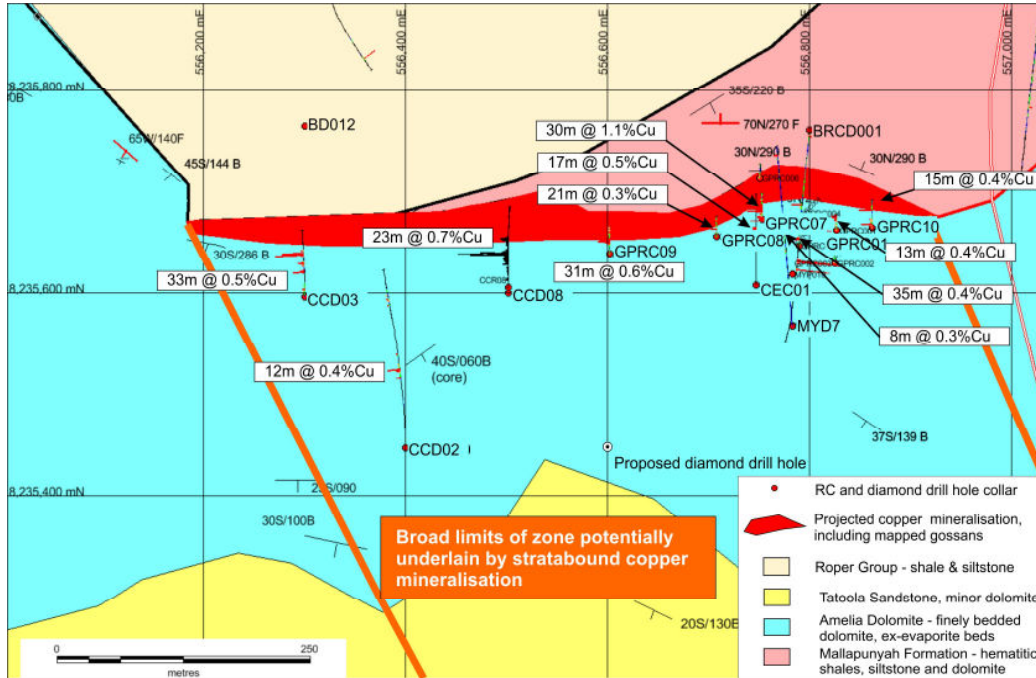 556,200 mE
556,400 mE
556,600 mE
556,800 mE
557,000 mE
8,235,800 mN
0B
65W/140F
45S/144 B
BD012
35S/220 B
70N/270 F
BRCD001
30N/290 B
30N/290 B
30m @ 1.1%Cu
17m @ 0.5%Cu
21m @ 0.3%Cu
15m @ 0.4%Cu
GPRC07
GPRC10
GPRC08
GPRC01
GPRC09
GPRC002
23m @ 0.7%Cu
30S/286 B
13m @ 0.4%Cu
33m @ 0.5%Cu
31m @ 0.6%Cu
8,235,600 mN
CCD03
CCD08
CEC01
35m @ 0.4%Cu
MYD7
8m @ 0.3%Cu
40S/060B
(core)
12m @ 0.4%Cu
37S/139 B
CCD02
Proposed diamond drill hole
8,235,400 mN
30S/100B
20S/130B
Broad limits of zone potentially
underlain by stratabound copper
mineralisation
RC and diamond drill hole collar
Projected copper mineralisation,
including mapped gossans
Roper Group - shale & siltstone
Tatoola Sandstone, minor dolomite
Amelia Dolomite - finely bedded
dolomite, ex-evaporite beds
Mallapunyah Formation - hematitic
shales, siltstone and dolomite
0
250
metres